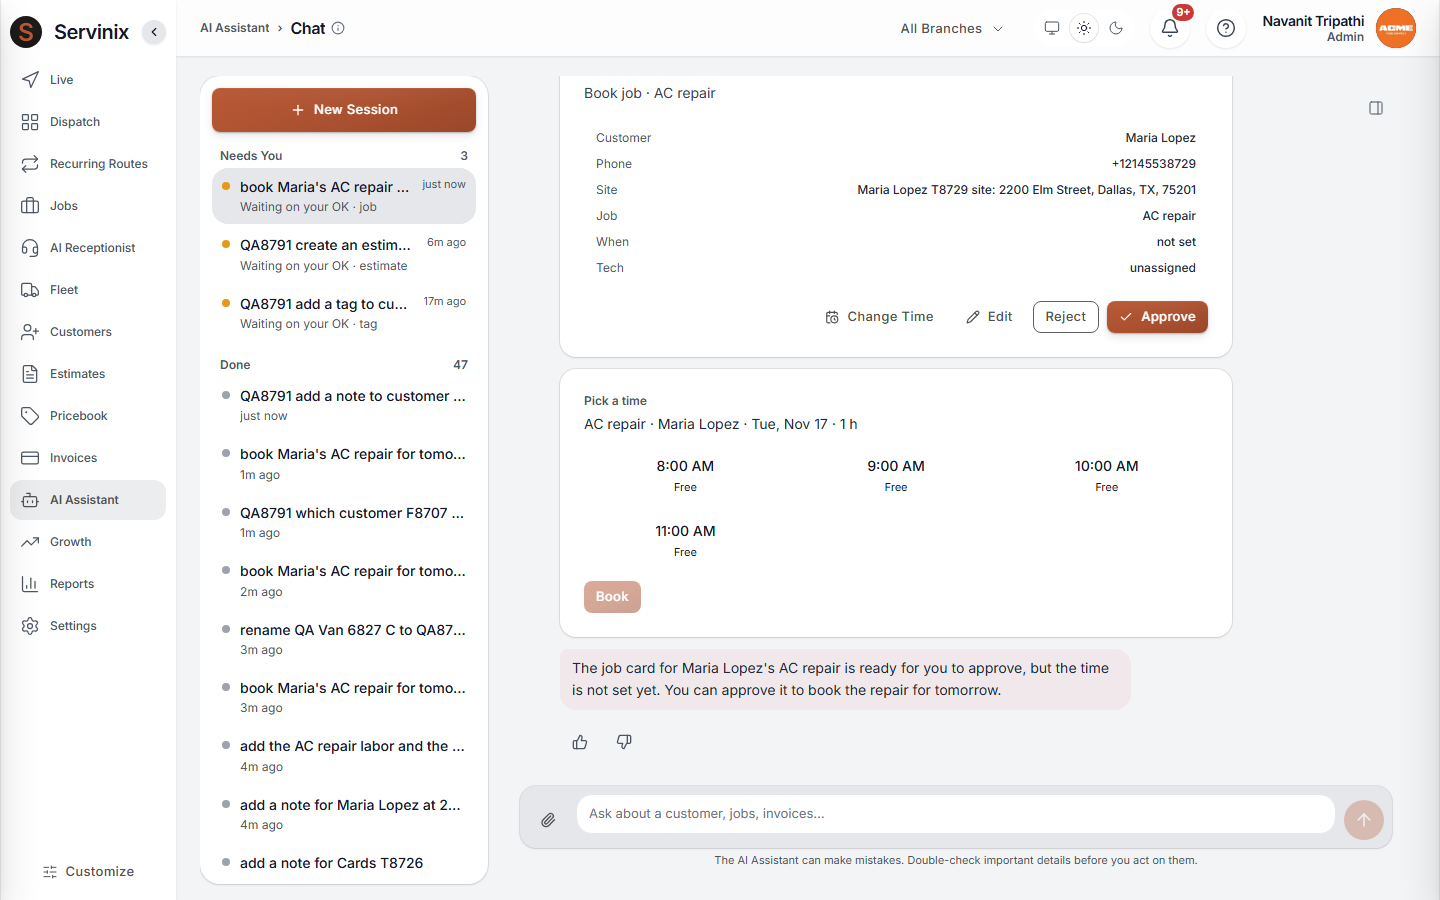 S Servinix
Live
Dispatch
Recurring Routes
Jobs
AI Receptionist
Fleet
Customers
Estimates
Pricebook
Invoices
AI Assistant
Growth
Reports
Settings
Customize
AI Assistant › Chat
All Branches
9+
Navanit Tripathi
Admin
ACME
+ New Session
Needs You 3
book Maria's AC repair ... just now
Waiting on your OK · job
QA8791 create an estim... 6m ago
Waiting on your OK · estimate
QA8791 add a tag to cu... 17m ago
Waiting on your OK · tag
Done 47
QA8791 add a note to customer ...
just now
book Maria's AC repair for tomo...
1m ago
QA8791 which customer F8707 ...
1m ago
book Maria's AC repair for tomo...
2m ago
rename QA Van 6827 C to QA87...
3m ago
book Maria's AC repair for tomo...
3m ago
add the AC repair labor and the ...
4m ago
add a note for Maria Lopez at 2...
4m ago
add a note for Cards T8726
Book job · AC repair
Customer Maria Lopez
Phone +12145538729
Site Maria Lopez T8729 site: 2200 Elm Street, Dallas, TX, 75201
Job AC repair
When not set
Tech unassigned
Change Time Edit Reject Approve
Pick a time
AC repair · Maria Lopez · Tue, Nov 17 · 1 h
8:00 AM 9:00 AM 10:00 AM
Free Free Free
11:00 AM
Free
Book
The job card for Maria Lopez's AC repair is ready for you to approve, but the time
is not set yet. You can approve it to book the repair for tomorrow.
Ask about a customer, jobs, invoices...
The AI Assistant can make mistakes. Double-check important details before you act on them.